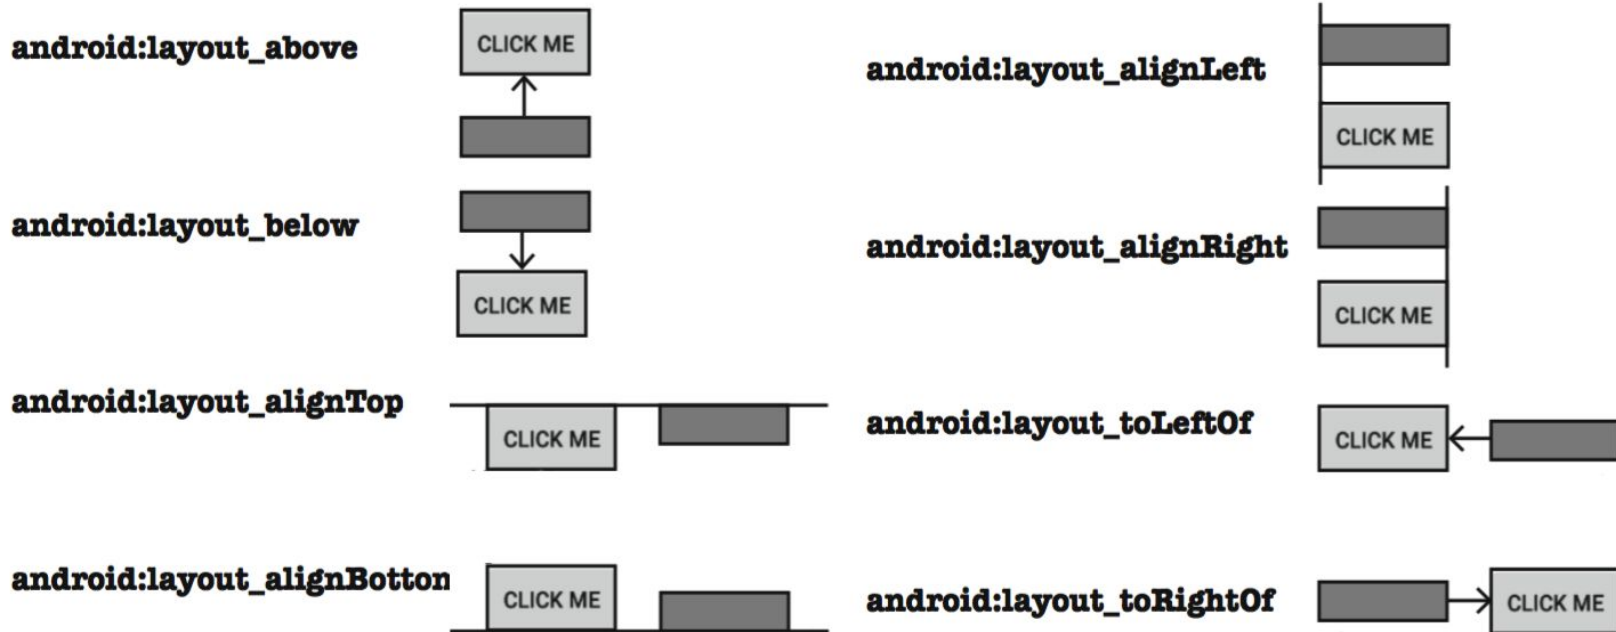 android:layout_above
CLICK ME
android:layout_below
CLICK ME
android:layout_alignTop
CLICK ME
android:layout_alignBotton
CLICK ME
android:layout_alignLeft
CLICK ME
android:layout_alignRight
CLICK ME
android:layout_toLeftOf
CLICK ME
android:layout_toRightOf
CLICK ME